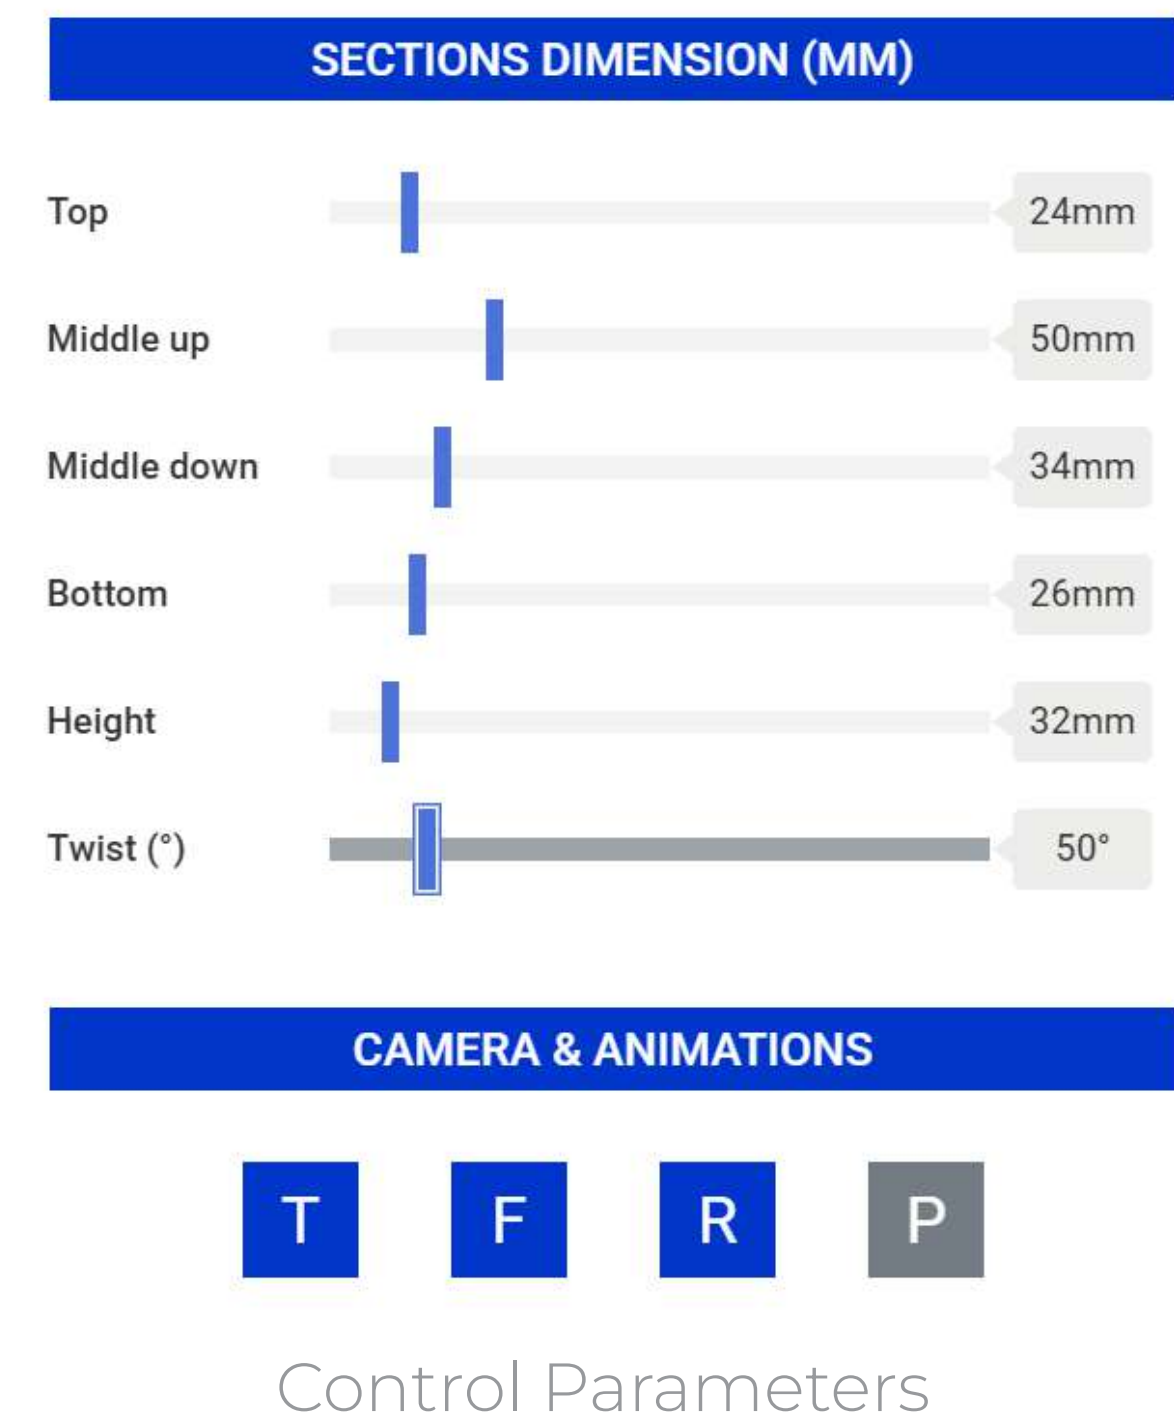 SECTIONS DIMENSION (MM)
Top 24mm
Middle up 50mm
Middle down 34mm
Bottom 26mm
Height 32mm
Twist (°) 50°
CAMERA & ANIMATIONS
T F R P
Control Parameters